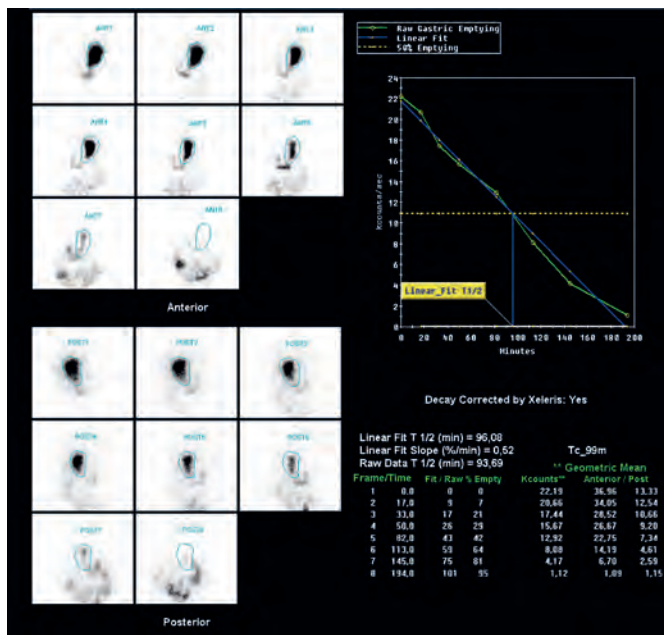 ANT1
ANT2
ANT3
ANT4
ANT5
ANT6
ANT7
ANT8
Anterior
POST1
POST2
POST3
POST4
POST5
POST6
POST7
POST8
Posterior
Raw Gastric Emptying
Linear Fit
50% Emptying
Kcounts/sec
24
22
20
18
16
14
12
10
8
6
4
2
0
Linear_Fit T1/2
0 20 40 60 80 100 120 140 160 180 200
Minutes
Decay Corrected by Xeleris: Yes
Linear Fit T 1/2 (min) = 96,08
Linear Fit Slope (%/min) = 0,52 Tc_99m
Raw Data T 1/2 (min) = 93,69 ** Geometric Mean
Frame/Time Fit / Raw % Empty Kcounts** Anterior / Post
1 0,0 0 0 22,19 36,96 13,33
2 17,0 9 7 20,66 34,05 12,54
3 33,0 17 21 17,44 28,52 10,66
4 50,0 26 29 15,67 26,67 9,20
5 82,0 43 42 12,92 22,75 7,34
6 113,0 59 64 8,08 14,19 4,61
7 145,0 75 81 4,17 6,70 2,59
8 194,0 101 95 1,12 1,09 1,15